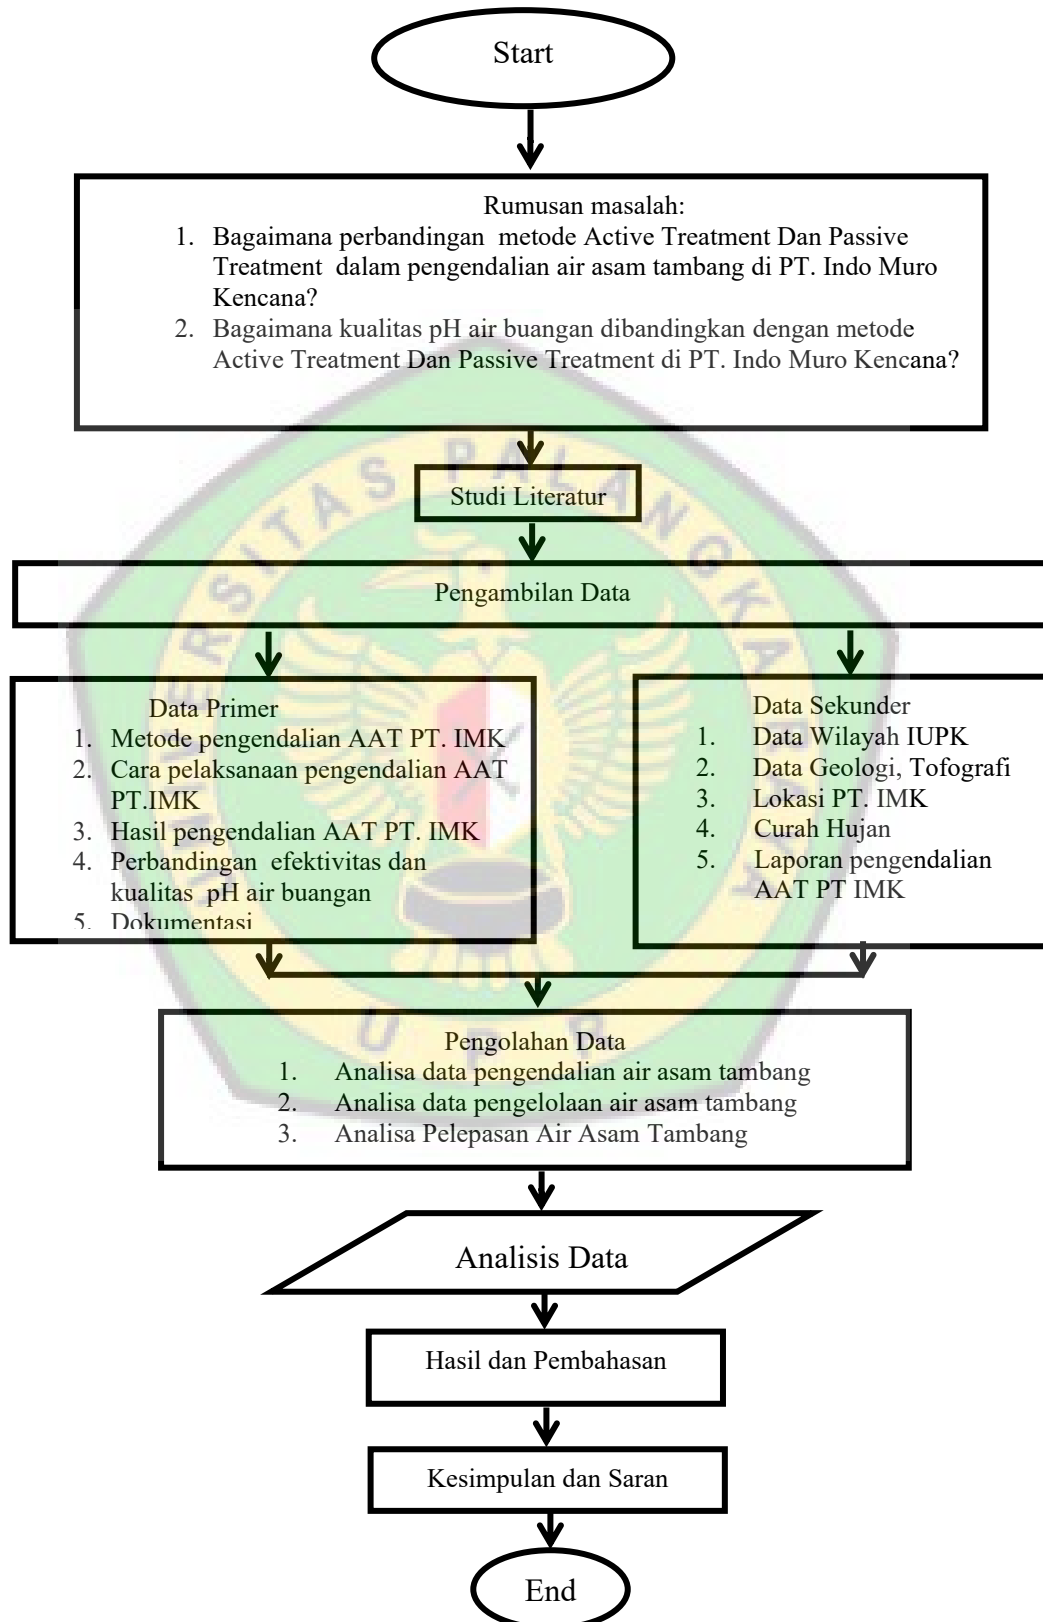 Start
Rumusan masalah:
1. Bagaimana perbandingan metode Active Treatment Dan Passive
Treatment dalam pengendalian air asam tambang di PT. Indo Muro
Kencana?
2. Bagaimana kualitas pH air buangan dibandingkan dengan metode
Active Treatment Dan Passive Treatment di PT. Indo Muro Kencana?
Studi Literatur
Pengambilan Data
Data Primer
1. Metode pengendalian AAT PT. IMK
2. Cara pelaksanaan pengendalian AAT
PT.IMK
3. Hasil pengendalian AAT PT. IMK
4. Perbandingan efektivitas dan
kualitas pH air buangan
5. Dokumentasi
Data Sekunder
1. Data Wilayah IUPK
2. Data Geologi, Tofografi
3. Lokasi PT. IMK
4. Curah Hujan
5. Laporan pengendalian
AAT PT IMK
Pengolahan Data
1. Analisa data pengendalian air asam tambang
2. Analisa data pengelolaan air asam tambang
3. Analisa Pelepasan Air Asam Tambang
Analisis Data
Hasil dan Pembahasan
Kesimpulan dan Saran
End
UNIVERSITAS PALANGKA RAYA
U P R